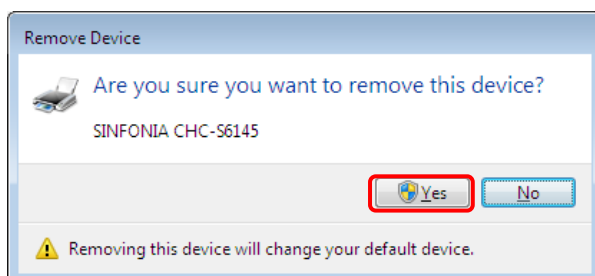 Remove Device
Are you sure you want to remove this device?
SINFONIA CHC-S6145
Yes No
Removing this device will change your default device.